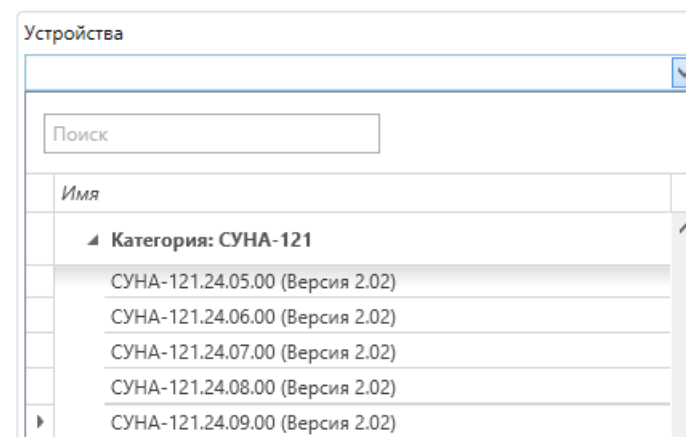 Устройства
Поиск
Имя
Категория: СУНА-121
СУНА-121.24.05.00 (Версия 2.02)
СУНА-121.24.06.00 (Версия 2.02)
СУНА-121.24.07.00 (Версия 2.02)
СУНА-121.24.08.00 (Версия 2.02)
СУНА-121.24.09.00 (Версия 2.02)